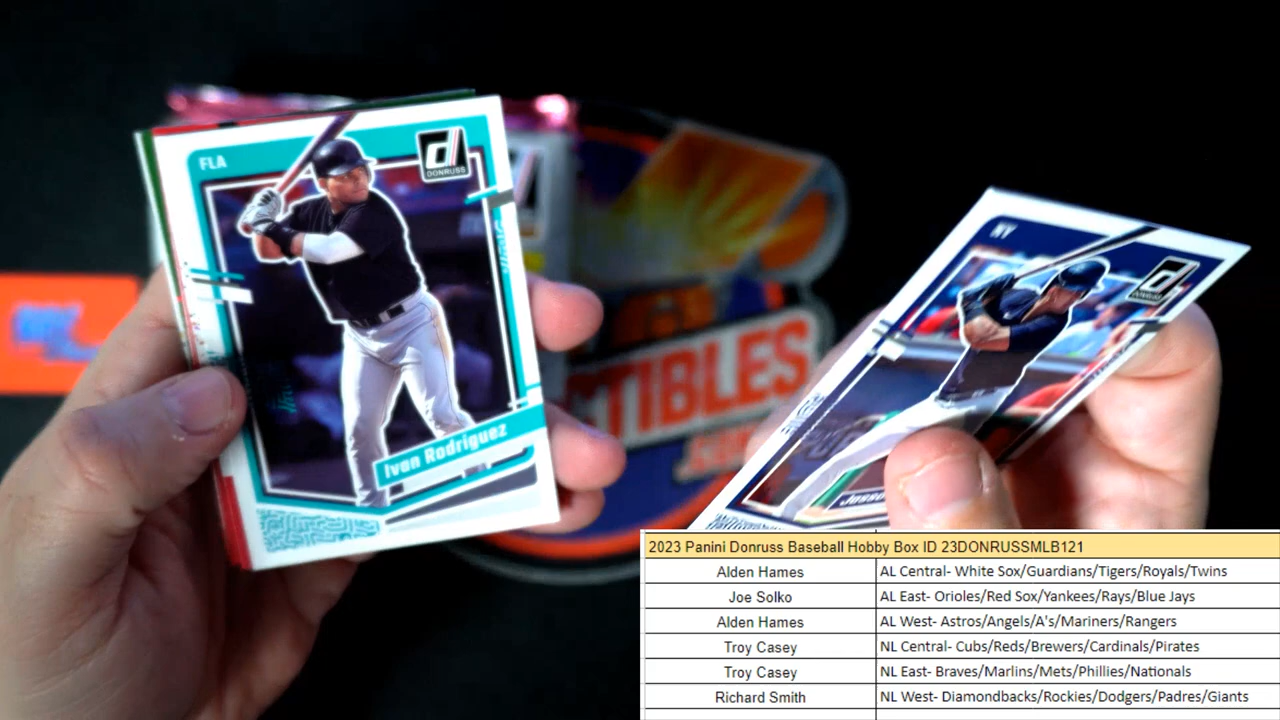 FLA
DONRUSS
Ivan Rodriguez
NY
DONRUSS
CTIBLES
2023 Panini Donruss Baseball Hobby Box ID 23DONRUSSMLB121
Alden Hames AL Central- White Sox/Guardians/Tigers/Royals/Twins
Joe Solko AL East- Orioles/Red Sox/Yankees/Rays/Blue Jays
Alden Hames AL West- Astros/Angels/A's/Mariners/Rangers
Troy Casey NL Central- Cubs/Reds/Brewers/Cardinals/Pirates
Troy Casey NL East- Braves/Marlins/Mets/Phillies/Nationals
Richard Smith NL West- Diamondbacks/Rockies/Dodgers/Padres/Giants